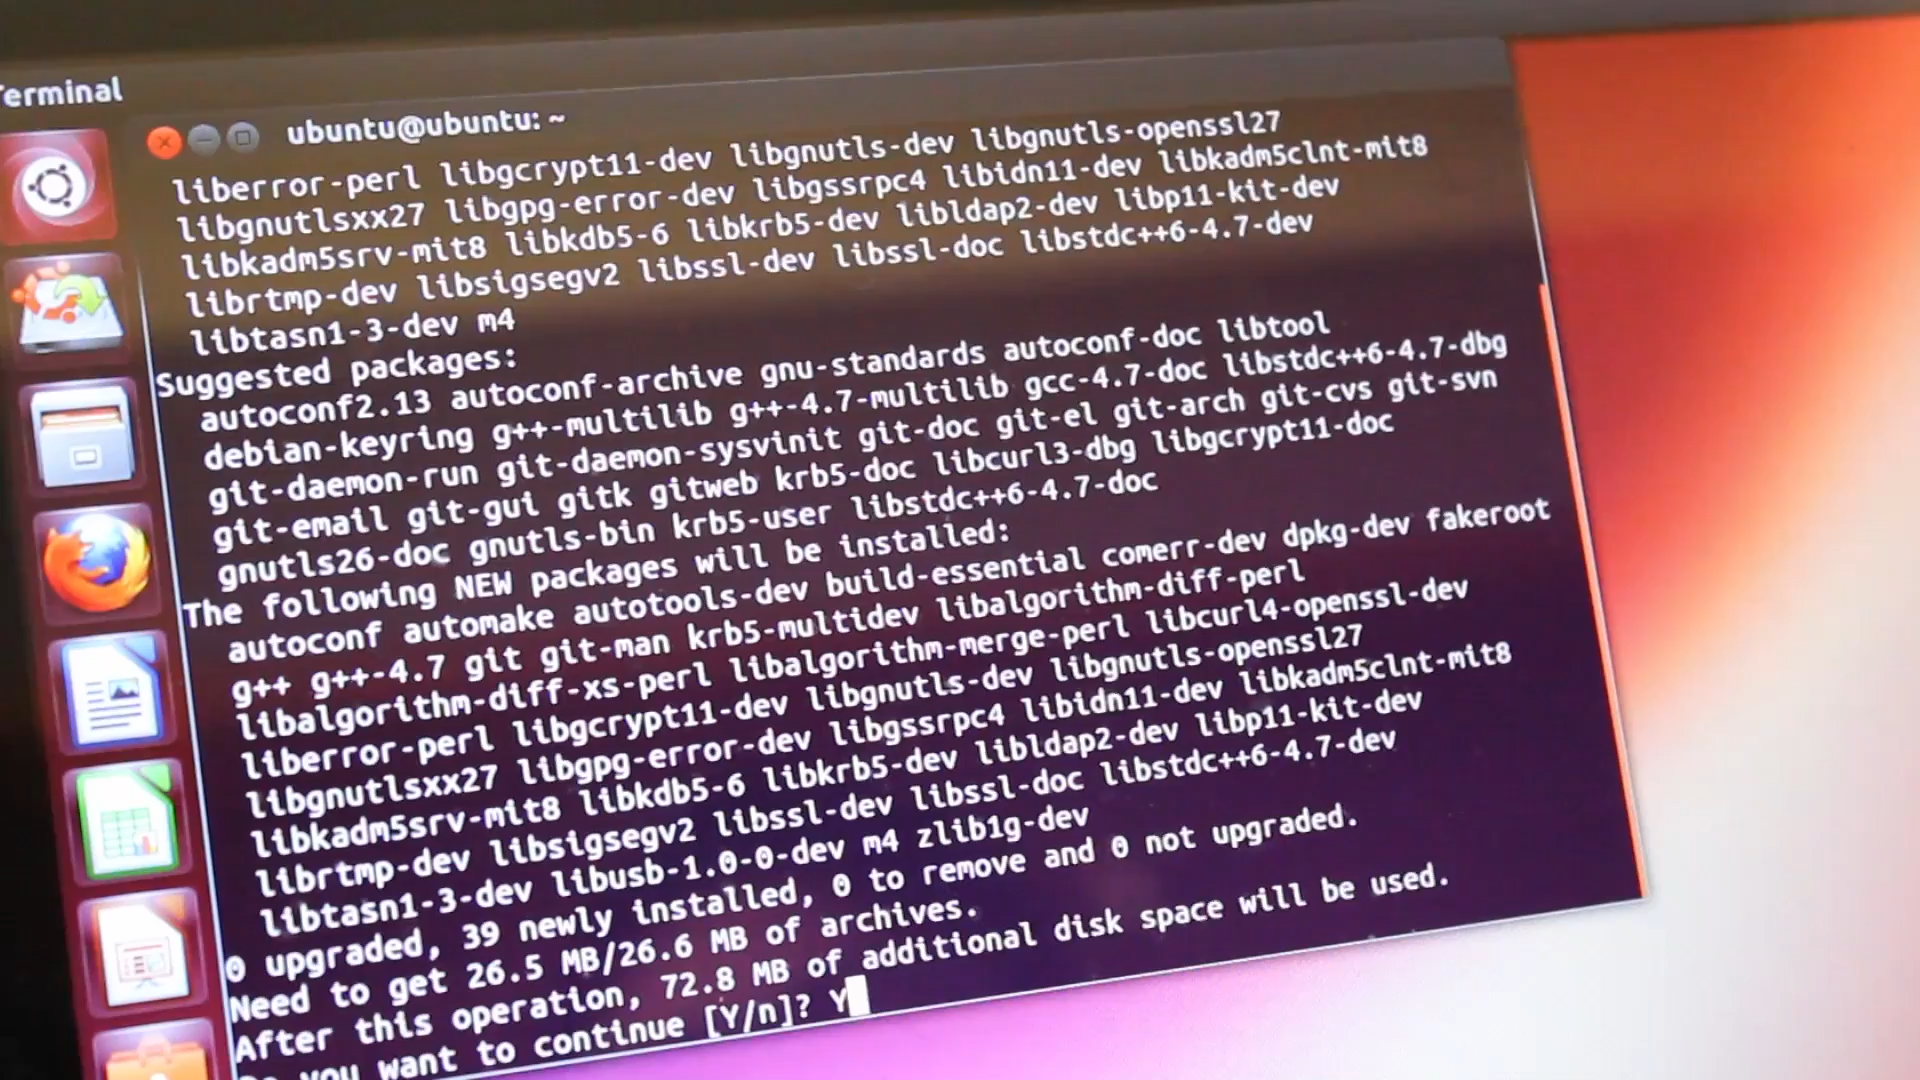 Terminal
ubuntu@ubuntu: ~
liberror-perl libgcrypt11-dev libgnutls-dev libgnutls-openssl27
libgnutlsxx27 libgpg-error-dev libgssrpc4 libidn11-dev libkadm5clnt-mit8
libkadm5srv-mit8 libkdb5-6 libkrb5-dev libldap2-dev libp11-kit-dev
librtmp-dev libsigsegv2 libssl-dev libssl-doc libstdc++6-4.7-dev
libtasn1-3-dev m4
Suggested packages:
autoconf2.13 autoconf-archive gnu-standards autoconf-doc libtool
debian-keyring g++-multilib g++-4.7-multilib gcc-4.7-doc libstdc++6-4.7-dbg
git-daemon-run git-daemon-sysvinit git-doc git-el git-arch git-cvs git-svn
git-email git-gui gitk gitweb krb5-doc libcurl3-dbg libgcrypt11-doc
gnutls26-doc gnutls-bin krb5-user libstdc++6-4.7-doc
The following NEW packages will be installed:
autoconf automake autotools-dev build-essential comerr-dev dpkg-dev fakeroot
g++ g++-4.7 git git-man krb5-multidev libalgorithm-diff-perl
libalgorithm-diff-xs-perl libalgorithm-merge-perl libcurl4-openssl-dev
liberror-perl libgcrypt11-dev libgnutls-dev libgnutls-openssl27
libgnutlsxx27 libgpg-error-dev libgssrpc4 libidn11-dev libkadm5clnt-mit8
libkadm5srv-mit8 libkdb5-6 libkrb5-dev libldap2-dev libp11-kit-dev
librtmp-dev libsigsegv2 libssl-dev libssl-doc libstdc++6-4.7-dev
libtasn1-3-dev libusb-1.0-0-dev m4 zlib1g-dev
0 upgraded, 39 newly installed, 0 to remove and 0 not upgraded.
Need to get 26.5 MB/26.6 MB of archives.
After this operation, 72.8 MB of additional disk space will be used.
Do you want to continue [Y/n]? Y